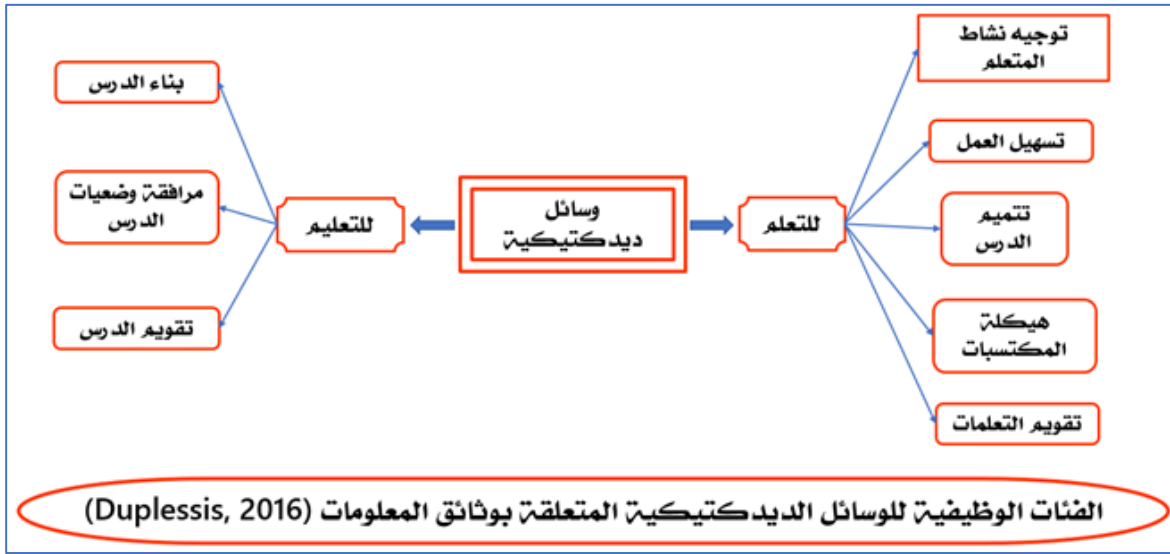 توجيه نشاط
المتعلم
تسهيل العمل
تتميم
الدرس
هيكلة
المكتسبات
تقويم التعلمات
للتعلم
وسائل
ديدكتيكية
للتعليم
بناء الدرس
مرافقة وضعيات
الدرس
تقويم الدرس
الفئات الوظيفية للوسائل الديدكتيكية المتعلقة بوثائق المعلومات (Duplessis, 2016)